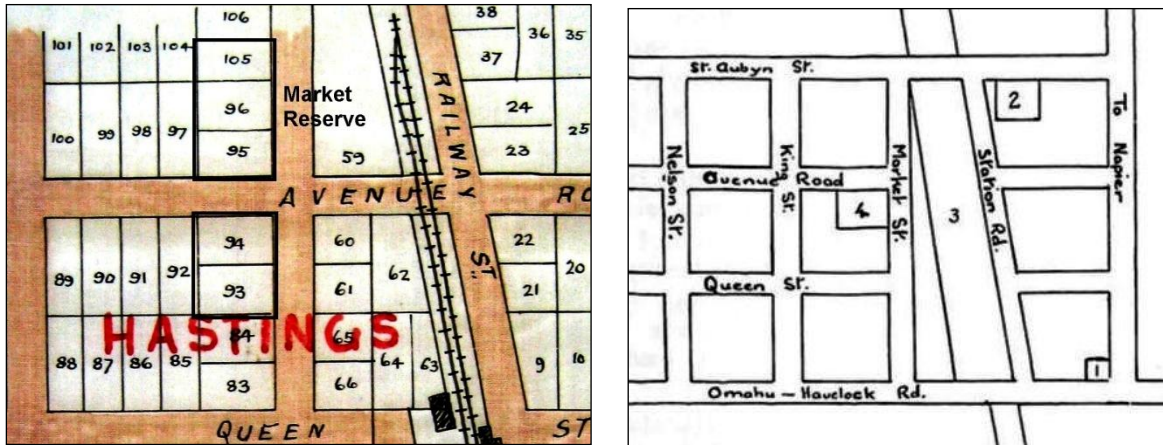 106
105
101 102 103 104
96
100 99 98 97
95
Market
Reserve
59
RAILWAY ST.
38
37
36 35
24
23
25
AVENUE RO
94
93
89 90 91 92
60
61
62
22
21
20
HASTINGS
84
83
88 87 86 85
65
66
64 63
9 10
QUEEN ST
St. Aubyn St.
2
To Napier
Nelson St.
King St.
Market St.
Station Rd.
Avenue Road
4
3
Queen St.
1
Omahu - Havelock Rd.